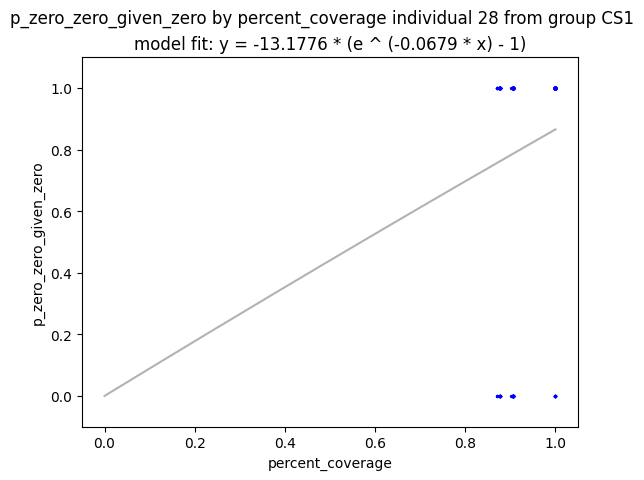 p_zero_zero_given_zero by percent_coverage individual 28 from group CS1
model fit: y = -13.1776 * (e ^ (-0.0679 * x) - 1)
1.0
0.8
0.6
0.4
0.2
0.0
p_zero_zero_given_zero
0.0 0.2 0.4 0.6 0.8 1.0
percent_coverage